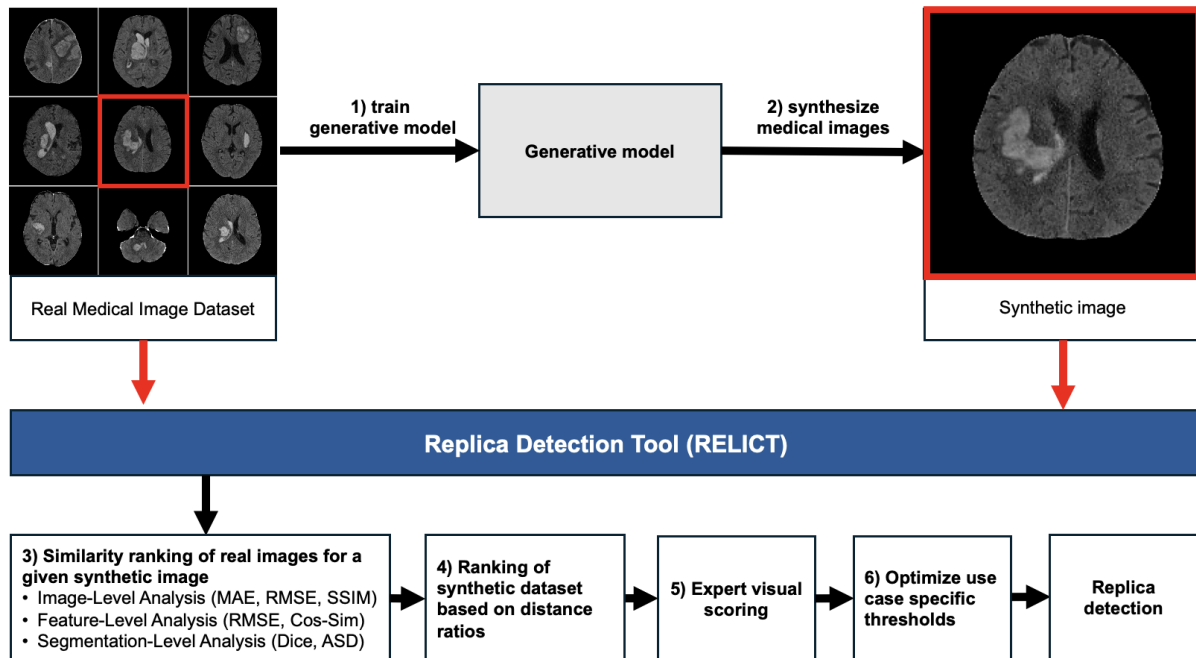 1) train
generative model
Generative model
2) synthesize
medical images
Real Medical Image Dataset
Synthetic image
Replica Detection Tool (RELICT)
3) Similarity ranking of real images for a
given synthetic image
• Image-Level Analysis (MAE, RMSE, SSIM)
• Feature-Level Analysis (RMSE, Cos-Sim)
• Segmentation-Level Analysis (Dice, ASD)
4) Ranking of
synthetic dataset
based on distance
ratios
5) Expert visual
scoring
6) Optimize use
case specific
thresholds
Replica
detection